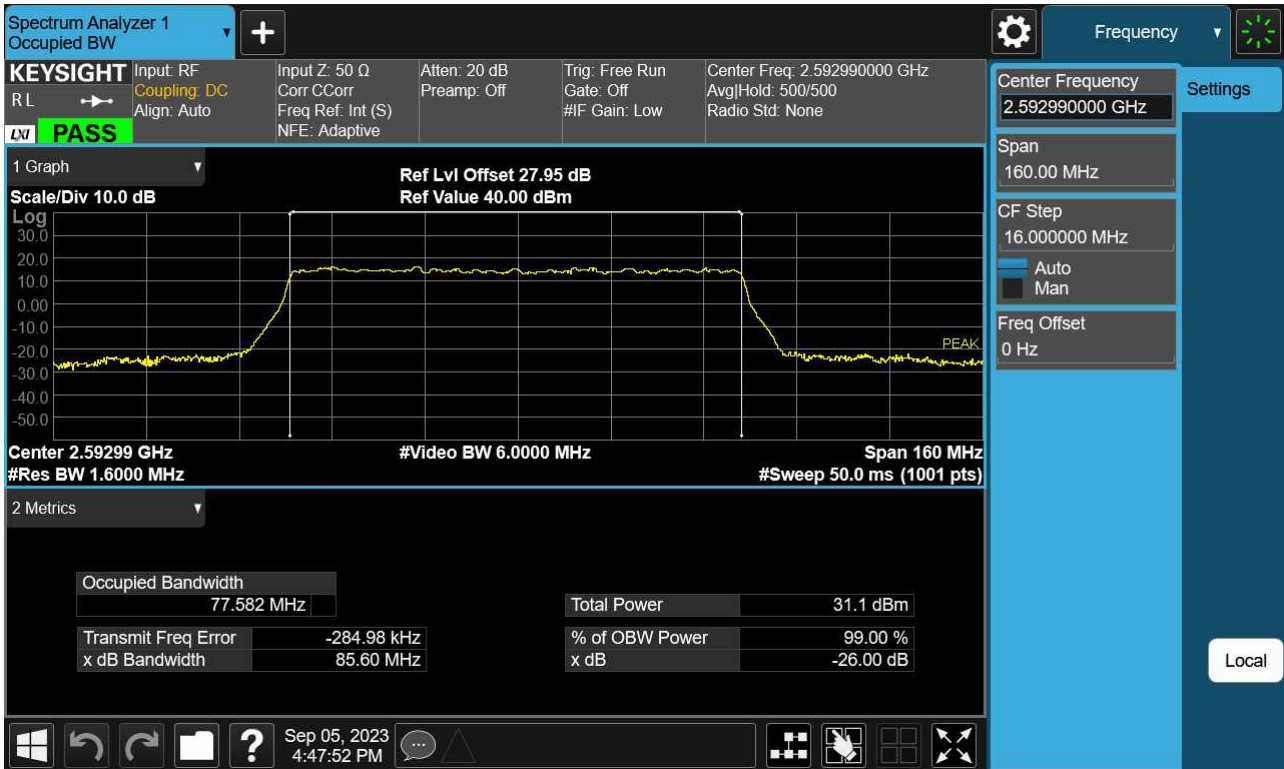 Spectrum Analyzer 1
Occupied BW
+
Frequency
KEYSIGHT
R L
LXI PASS
Input: RF
Coupling: DC
Align: Auto
Input Z: 50 Ω
Corr CCorr
Freq Ref: Int (S)
NFE: Adaptive
Atten: 20 dB
Preamp: Off
Trig: Free Run
Gate: Off
#IF Gain: Low
Center Freq: 2.592990000 GHz
Avg|Hold: 500/500
Radio Std: None
Center Frequency
2.592990000 GHz
Settings
Span
160.00 MHz
CF Step
16.000000 MHz
Auto
Man
Freq Offset
0 Hz
Local
1 Graph
Scale/Div 10.0 dB
Ref Lvl Offset 27.95 dB
Ref Value 40.00 dBm
Log
30.0
20.0
10.0
0.00
-10.0
-20.0
-30.0
-40.0
-50.0
PEAK
Center 2.59299 GHz
#Video BW 6.0000 MHz
Span 160 MHz
#Res BW 1.6000 MHz
#Sweep 50.0 ms (1001 pts)
2 Metrics
Occupied Bandwidth
77.582 MHz
Total Power 31.1 dBm
Transmit Freq Error -284.98 kHz
% of OBW Power 99.00 %
x dB Bandwidth 85.60 MHz
x dB -26.00 dB
?
Sep 05, 2023
4:47:52 PM